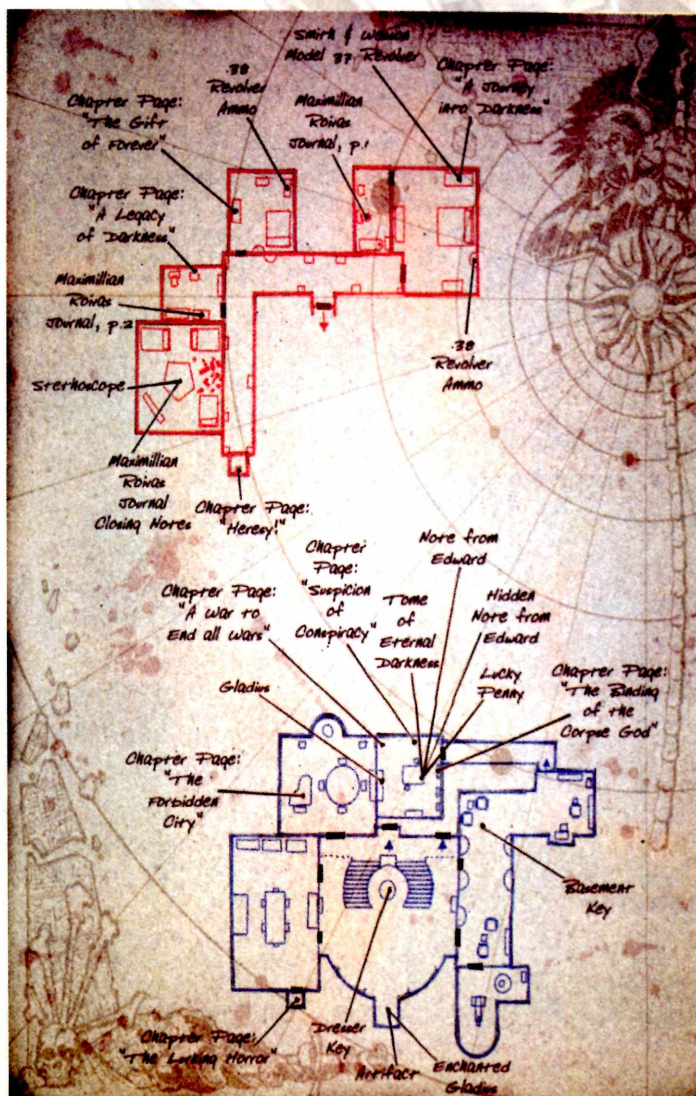 Smith & Wesson
Model 37 Revolver
.38
Revolver
Ammo
Chapter Page:
"A Journey
into Darkness"
Chapter Page:
"The Gift
of Forever"
Maximillian
Roivas
Journal, p.1
Chapter Page:
"A Legacy
of Darkness"
N
Maximillian
Roivas
Journal, p.2
.38
Revolver
Ammo
Stethoscope
Maximillian
Roivas
Journal
Closing Notes
Chapter Page:
"Heresy!"
Note from
Edward
Chapter
Page:
"Suspicion
of
Conspiracy"
Chapter Page:
"A War to
End all Wars"
Tome
of
Eternal
Darkness
Hidden
Note from
Edward
Lucky
Penny
Chapter Page:
"The Binding
of the
Corpse God"
Gladius
Chapter Page:
"The
Forbidden
City"
Basement
Key
Chapter Page:
"The Lurking Horror"
Dresser
Key
Artifact
Enchanted
Gladius